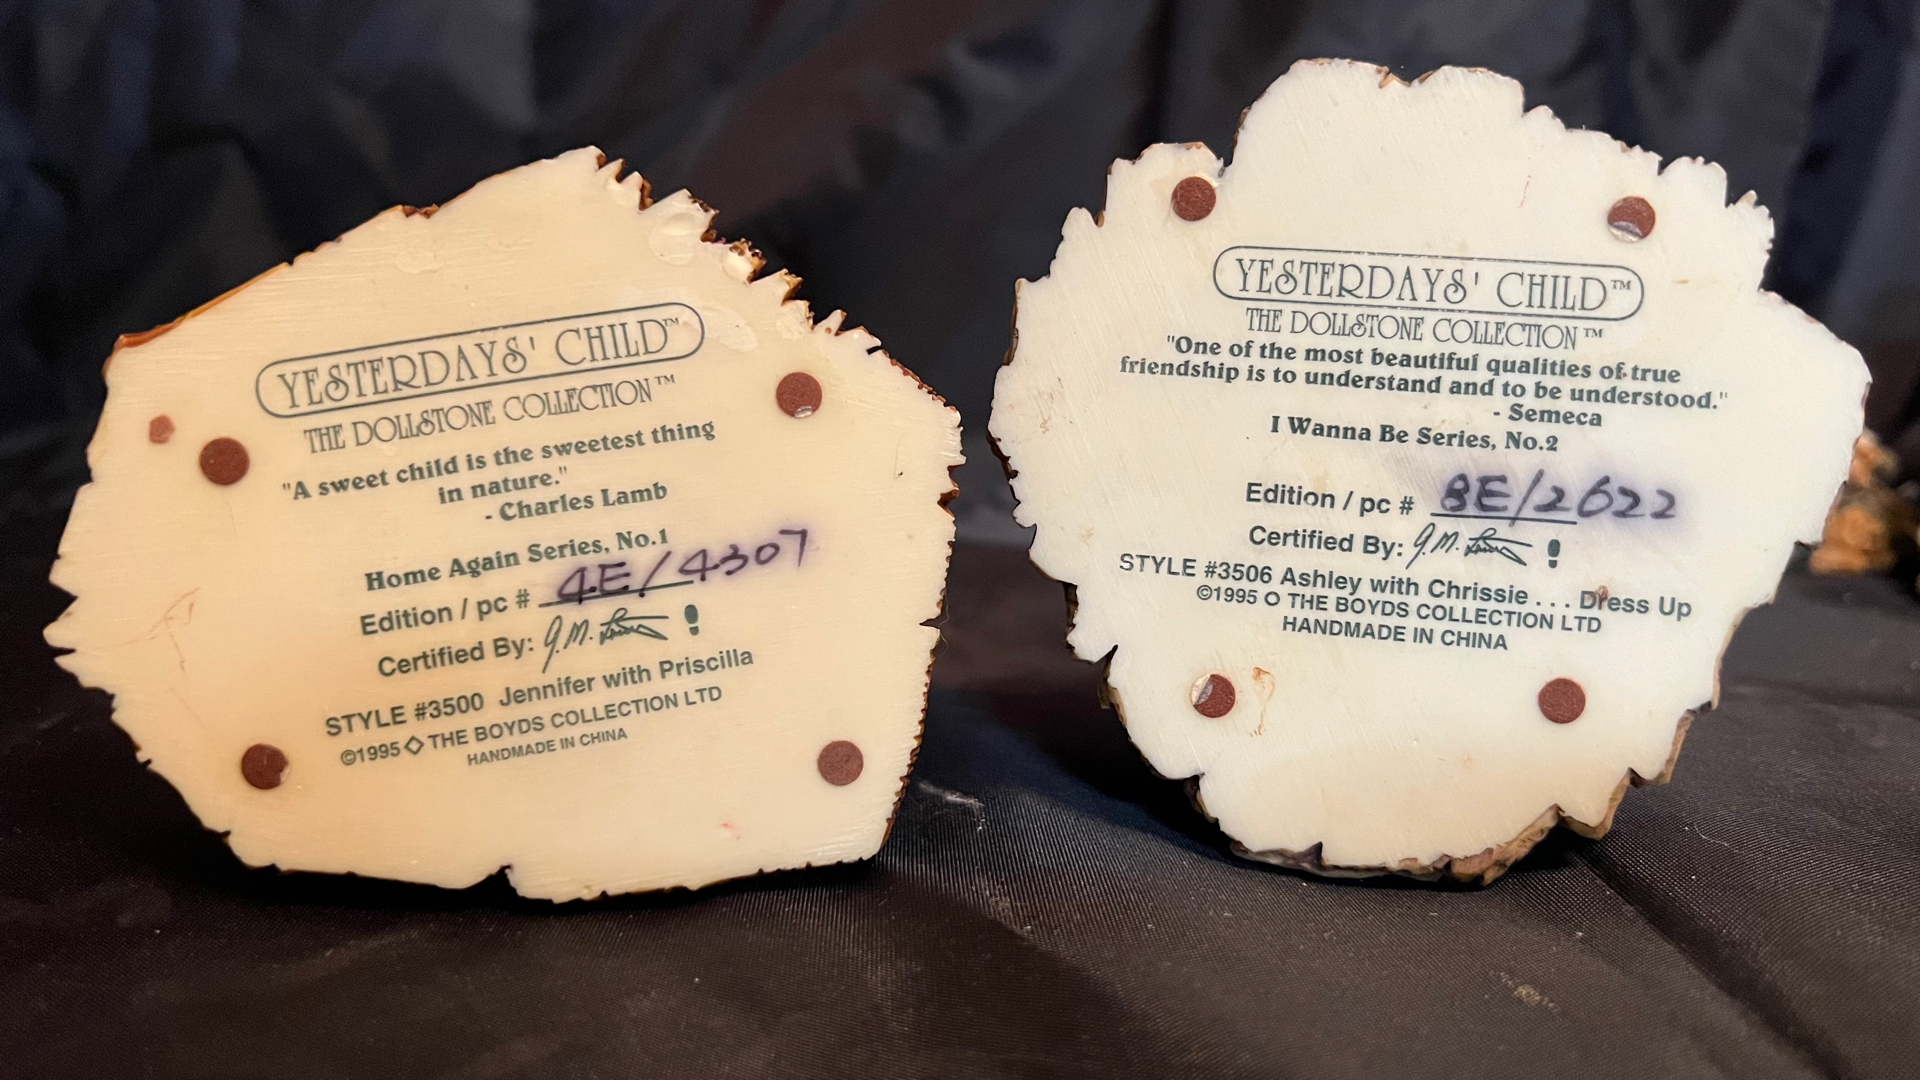 YESTERDAYS' CHILD™
THE DOLLSTONE COLLECTION™
"A sweet child is the sweetest thing
in nature."
- Charles Lamb
Home Again Series, No.1
Edition / pc # 4E/4307
Certified By: J.M. !
STYLE #3500 Jennifer with Priscilla
©1995 ◇ THE BOYDS COLLECTION LTD
HANDMADE IN CHINA
YESTERDAYS' CHILD™
THE DOLLSTONE COLLECTION™
"One of the most beautiful qualities of true
friendship is to understand and to be understood."
- Semeca
I Wanna Be Series, No.2
Edition / pc # 8E/2622
Certified By: J.M. !
STYLE #3506 Ashley with Chrissie . . . Dress Up
©1995 O THE BOYDS COLLECTION LTD
HANDMADE IN CHINA